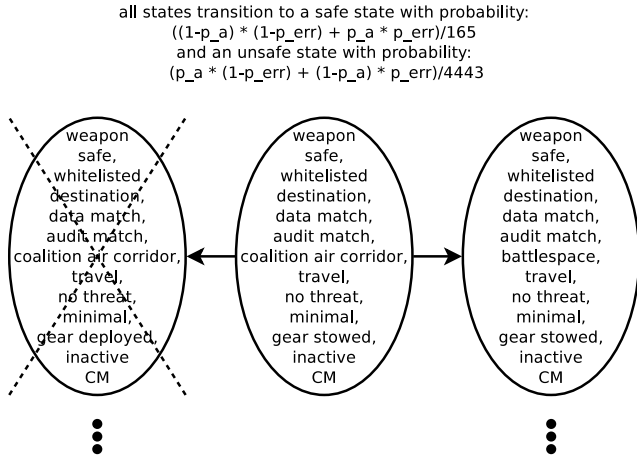 all states transition to a safe state with probability:
((1-p_a) * (1-p_err) + p_a * p_err)/165
and an unsafe state with probability:
(p_a * (1-p_err) + (1-p_a) * p_err)/4443
weapon
safe,
whitelisted
destination,
data match,
audit match,
coalition air corridor,
travel,
no threat,
minimal,
gear deployed,
inactive
CM
weapon
safe,
whitelisted
destination,
data match,
audit match,
coalition air corridor,
travel,
no threat,
minimal,
gear stowed,
inactive
CM
weapon
safe,
whitelisted
destination,
data match,
audit match,
battlespace,
travel,
no threat,
minimal,
gear stowed,
inactive
CM